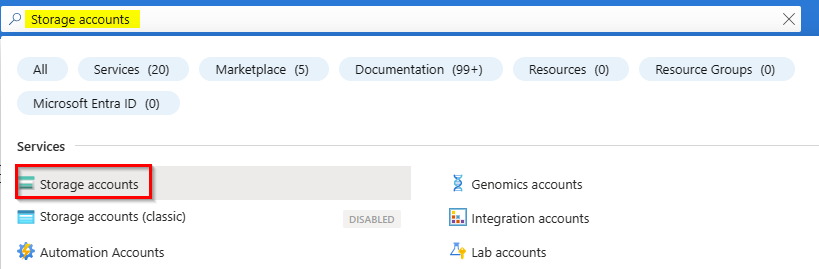 Storage accounts
All Services (20) Marketplace (5) Documentation (99+) Resources (0) Resource Groups (0)
Microsoft Entra ID (0)
Services
Storage accounts
Genomics accounts
Storage accounts (classic) DISABLED
Integration accounts
Automation Accounts
Lab accounts